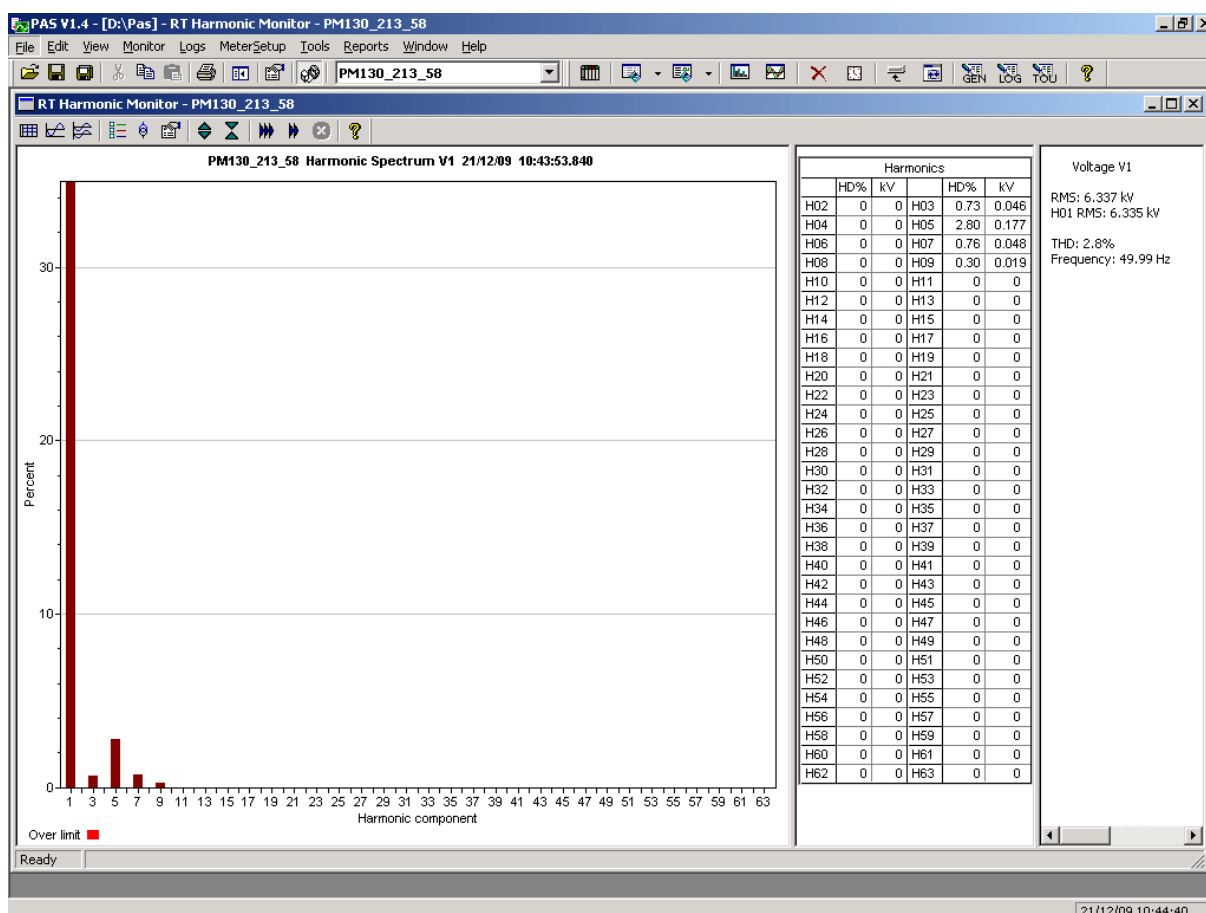 PAS V1.4 - [D:\Pas] - RT Harmonic Monitor - PM130_213_58
File Edit View Monitor Logs MeterSetup Tools Reports Window Help
PM130_213_58 GEN LOG TOU ?
RT Harmonic Monitor - PM130_213_58
?
PM130_213_58 Harmonic Spectrum V1 21/12/09 10:43:53.840
30
20
10
0
Percent
1 3 5 7 9 11 13 15 17 19 21 23 25 27 29 31 33 35 37 39 41 43 45 47 49 51 53 55 57 59 61 63
Harmonic component
Over limit
Harmonics
HD% kV HD% kV
H02 0 0 H03 0.73 0.046
H04 0 0 H05 2.80 0.177
H06 0 0 H07 0.76 0.048
H08 0 0 H09 0.30 0.019
H10 0 0 H11 0 0
H12 0 0 H13 0 0
H14 0 0 H15 0 0
H16 0 0 H17 0 0
H18 0 0 H19 0 0
H20 0 0 H21 0 0
H22 0 0 H23 0 0
H24 0 0 H25 0 0
H26 0 0 H27 0 0
H28 0 0 H29 0 0
H30 0 0 H31 0 0
H32 0 0 H33 0 0
H34 0 0 H35 0 0
H36 0 0 H37 0 0
H38 0 0 H39 0 0
H40 0 0 H41 0 0
H42 0 0 H43 0 0
H44 0 0 H45 0 0
H46 0 0 H47 0 0
H48 0 0 H49 0 0
H50 0 0 H51 0 0
H52 0 0 H53 0 0
H54 0 0 H55 0 0
H56 0 0 H57 0 0
H58 0 0 H59 0 0
H60 0 0 H61 0 0
H62 0 0 H63 0 0
Voltage V1
RMS: 6.337 kV
H01 RMS: 6.335 kV
THD: 2.8%
Frequency: 49.99 Hz
Ready
21/12/09 10:44:40